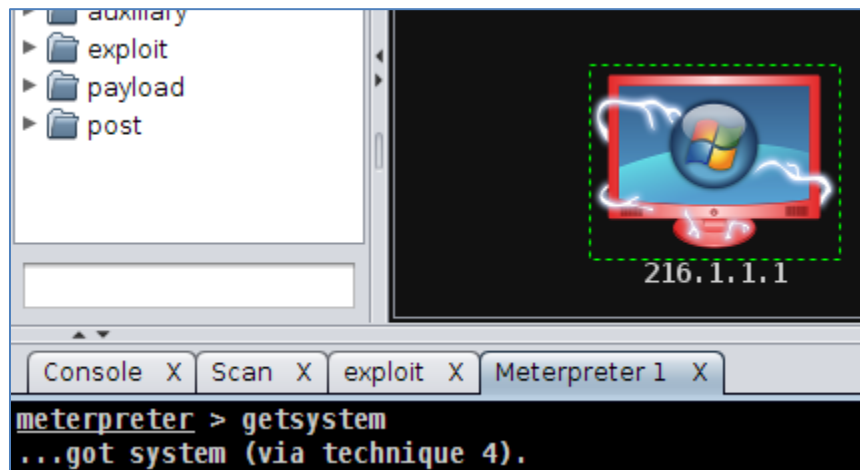 auxiliary
exploit
payload
post
216.1.1.1
Console X Scan X exploit X Meterpreter 1 X
meterpreter > getsystem
...got system (via technique 4).